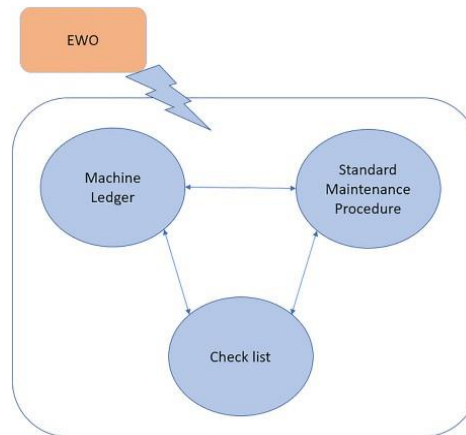 EWO
Machine
Ledger
Standard
Maintenance
Procedure
Check list